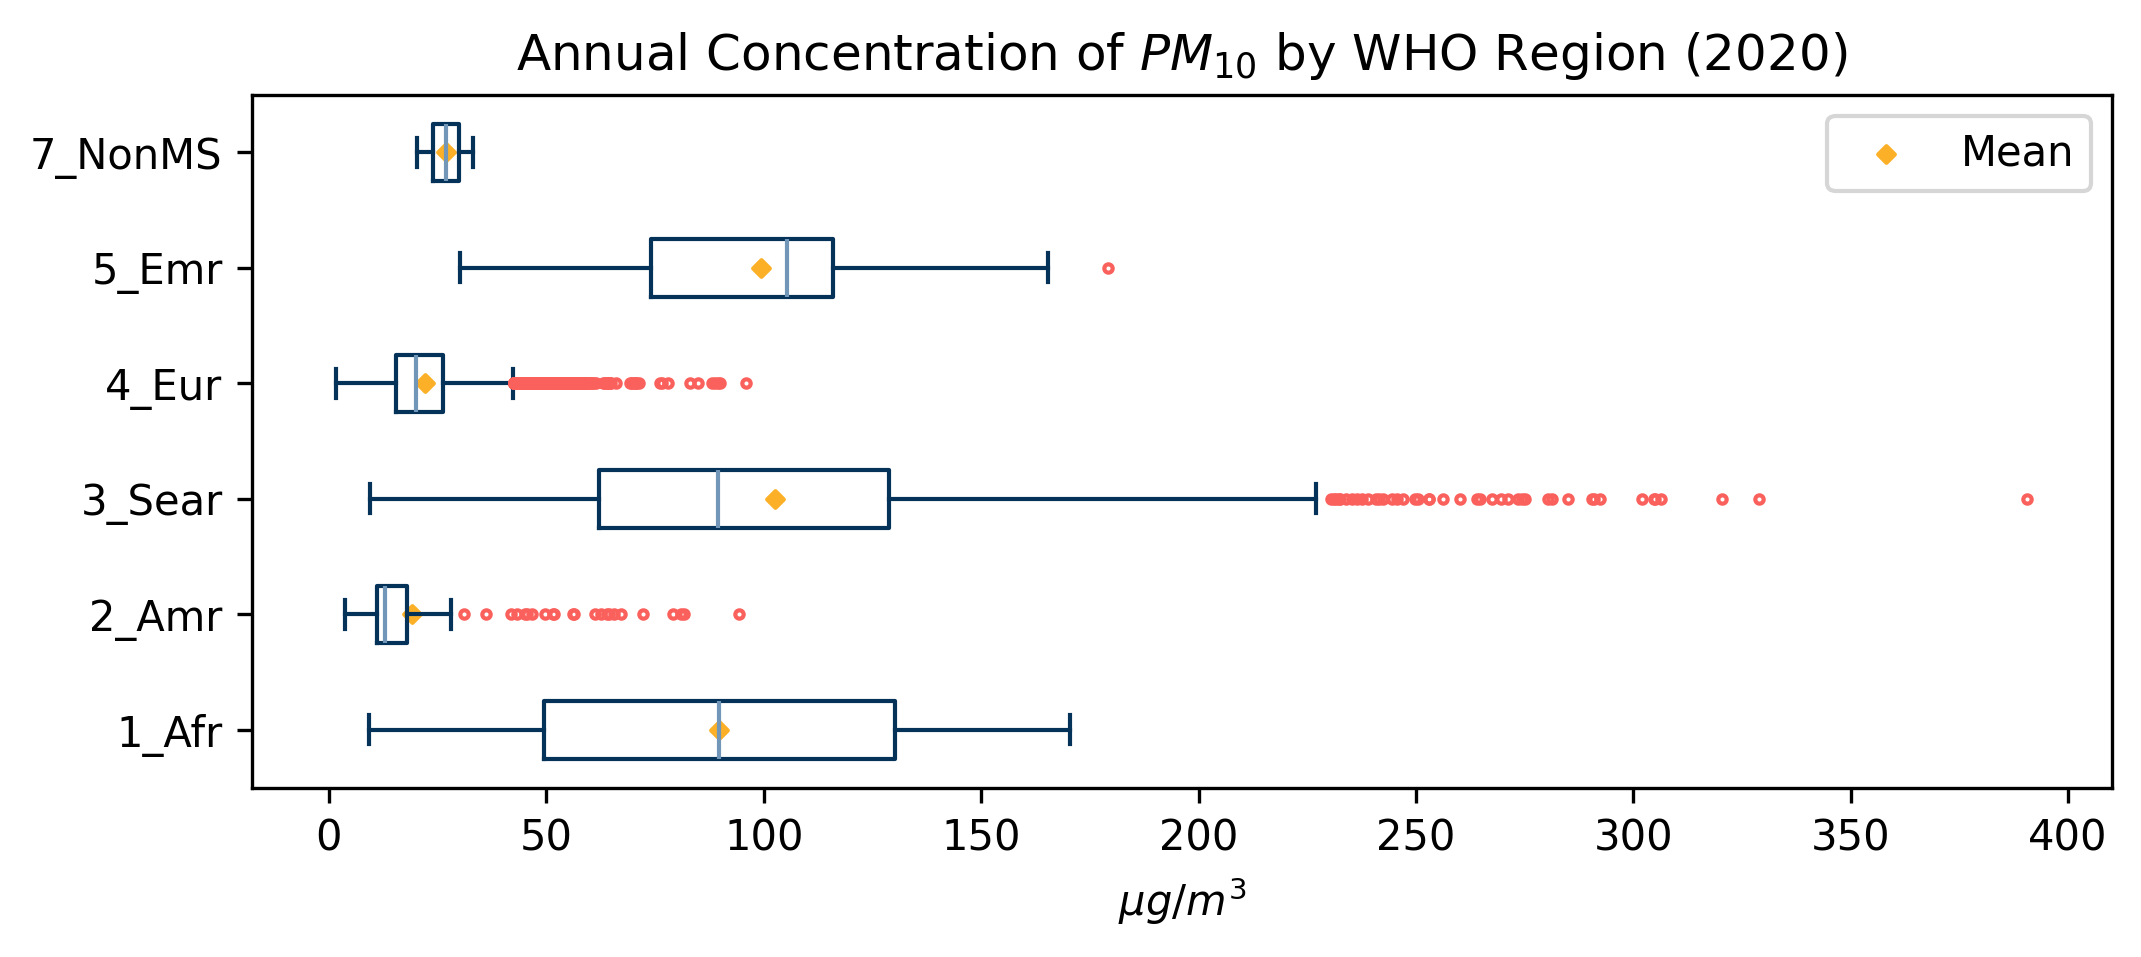 Annual Concentration of PM₁₀ by WHO Region (2020)
Mean
7_NonMS
5_Emr
4_Eur
3_Sear
2_Amr
1_Afr
0 50 100 150 200 250 300 350 400
μg/m³